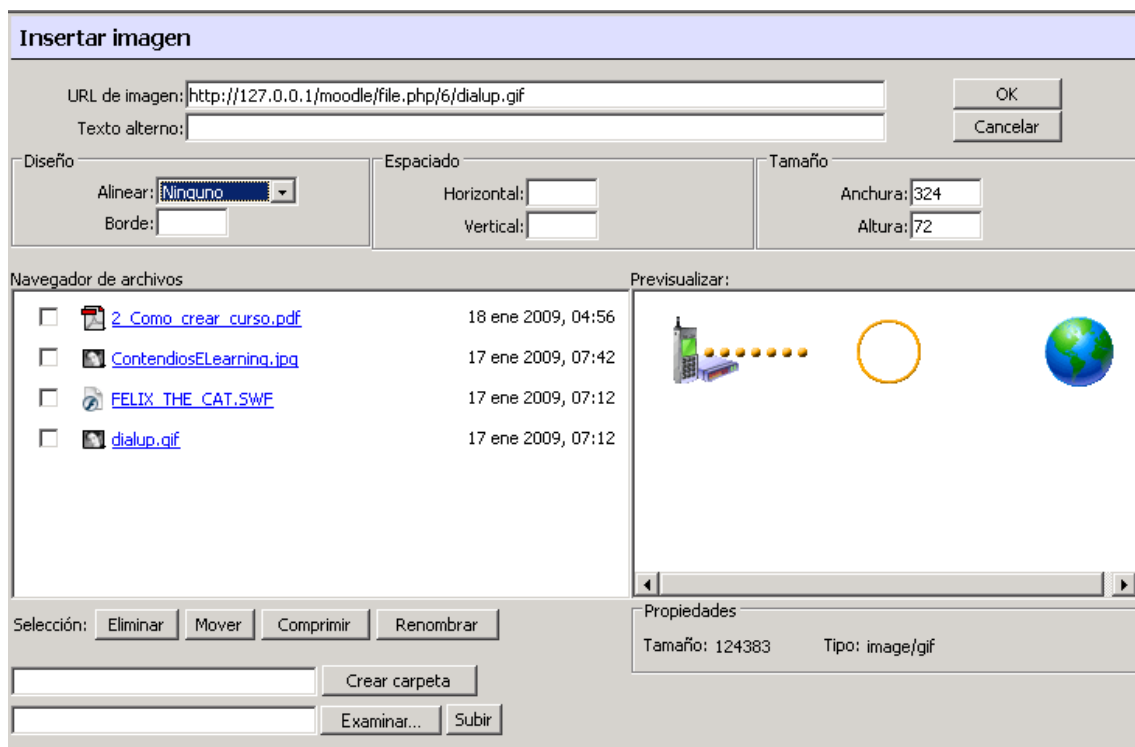 Insertar imagen
URL de imagen: http://127.0.0.1/moodle/file.php/6/dialup.gif OK
Texto alterno: Cancelar
Diseño Espaciado Tamaño
Alinear: Ninguno Horizontal: Anchura: 324
Borde: Vertical: Altura: 72
Navegador de archivos Previsualizar:
2_Como_crear_curso.pdf 18 ene 2009, 04:56
ContendiosELearning.jpg 17 ene 2009, 07:42
FELIX_THE_CAT.SWF 17 ene 2009, 07:12
dialup.gif 17 ene 2009, 07:12
Selección: Eliminar Mover Comprimir Renombrar Propiedades
Tamaño: 124383 Tipo: image/gif
Crear carpeta
Examinar... Subir